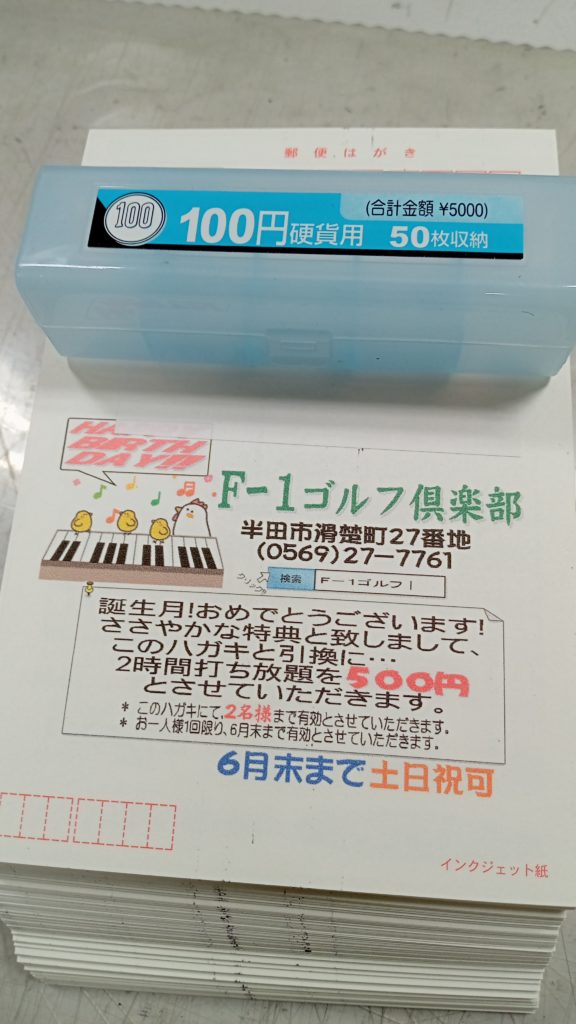 郵便はがき
100
100円硬貨用
(合計金額 ¥5000)
50枚収納
BIRTH
DAY!!!
F-1ゴルフ倶楽部
半田市滑楚町27番地
(0569)27-7761
検索 F-1ゴルフ|
誕生月!おめでとうございます!
ささやかな特典と致しまして、
このハガキと引換に…
2時間打ち放題を500円
とさせていただきます。
* このハガキにて、2名様まで有効とさせていただきます。
* お一人様1回限り、6月末まで有効とさせていただきます。
6月末まで土日祝可
インクジェット紙